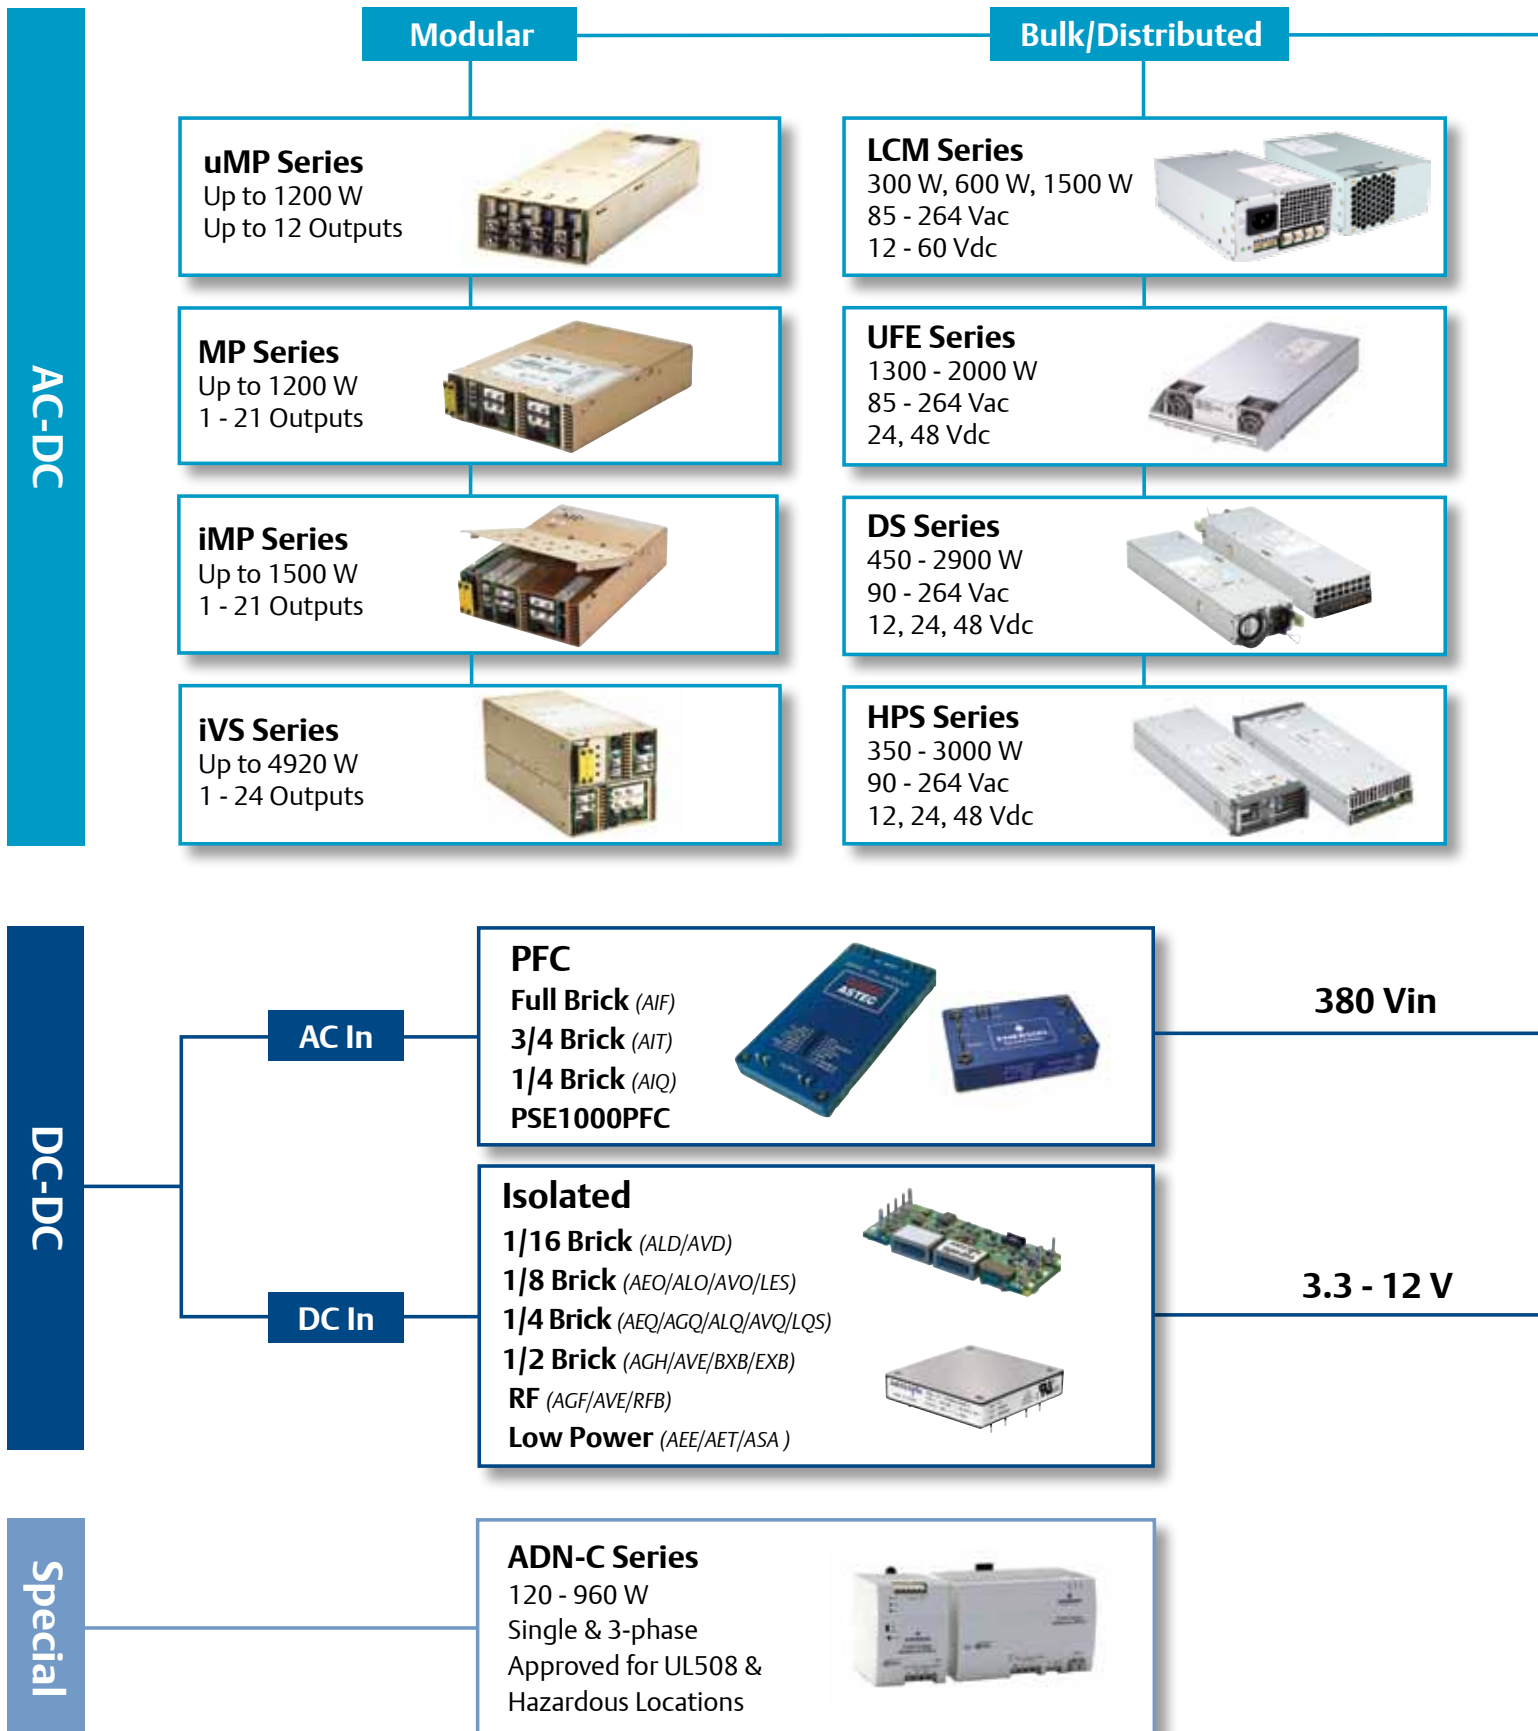 Modular
Bulk/Distributed
AC-DC
uMP Series
Up to 1200 W
Up to 12 Outputs
MP Series
Up to 1200 W
1 - 21 Outputs
iMP Series
Up to 1500 W
1 - 21 Outputs
iVS Series
Up to 4920 W
1 - 24 Outputs
LCM Series
300 W, 600 W, 1500 W
85 - 264 Vac
12 - 60 Vdc
UFE Series
1300 - 2000 W
85 - 264 Vac
24, 48 Vdc
DS Series
450 - 2900 W
90 - 264 Vac
12, 24, 48 Vdc
HPS Series
350 - 3000 W
90 - 264 Vac
12, 24, 48 Vdc
DC-DC
AC In
PFC
Full Brick (AIF)
3/4 Brick (AIT)
1/4 Brick (AIQ)
PSE1000PFC
ASTEC
380 Vin
DC In
Isolated
1/16 Brick (ALD/AVD)
1/8 Brick (AEO/ALO/AVO/LES)
1/4 Brick (AEQ/AGQ/ALQ/AVQ/LQS)
1/2 Brick (AGH/AVE/BXB/EXB)
RF (AGF/AVE/RFB)
Low Power (AEE/AET/ASA )
3.3 - 12 V
Special
ADN-C Series
120 - 960 W
Single & 3-phase
Approved for UL508 &
Hazardous Locations